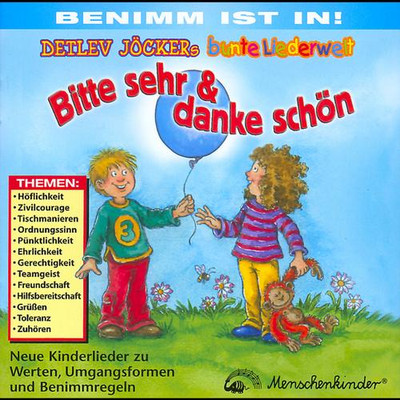 BENIMM IST IN!
DETLEV JÖCKERs bunte Liederwelt
Bitte sehr &
danke schön
THEMEN:
• Höflichkeit
• Zivilcourage
• Tischmanieren
• Ordnungssinn
• Pünktlichkeit
• Ehrlichkeit
• Gerechtigkeit
• Teamgeist
• Freundschaft
• Hilfsbereitschaft
• Grüßen
• Toleranz
• Zuhören
3
Neue Kinderlieder zu
Werten, Umgangsformen
und Benimmregeln
Menschenkinder®